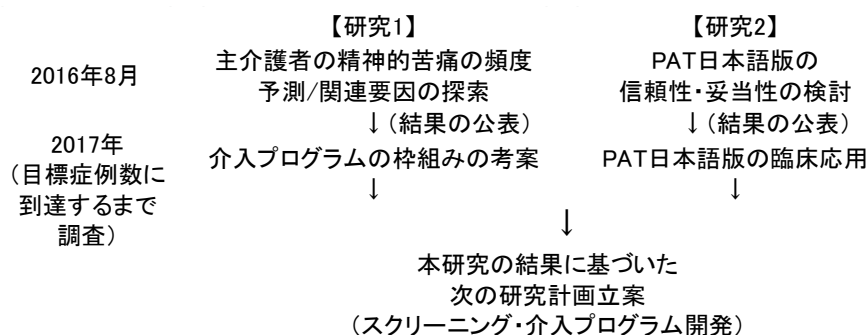 【研究1】
【研究2】
2016年8月
主介護者の精神的苦痛の頻度
予測/関連要因の探索
PAT日本語版の
信頼性・妥当性の検討
↓(結果の公表)
↓(結果の公表)
2017年
(目標症例数に
到達するまで
調査)
介入プログラムの枠組みの考案
PAT日本語版の臨床応用
↓
↓
↓
本研究の結果に基づいた
次の研究計画立案
(スクリーニング・介入プログラム開発)